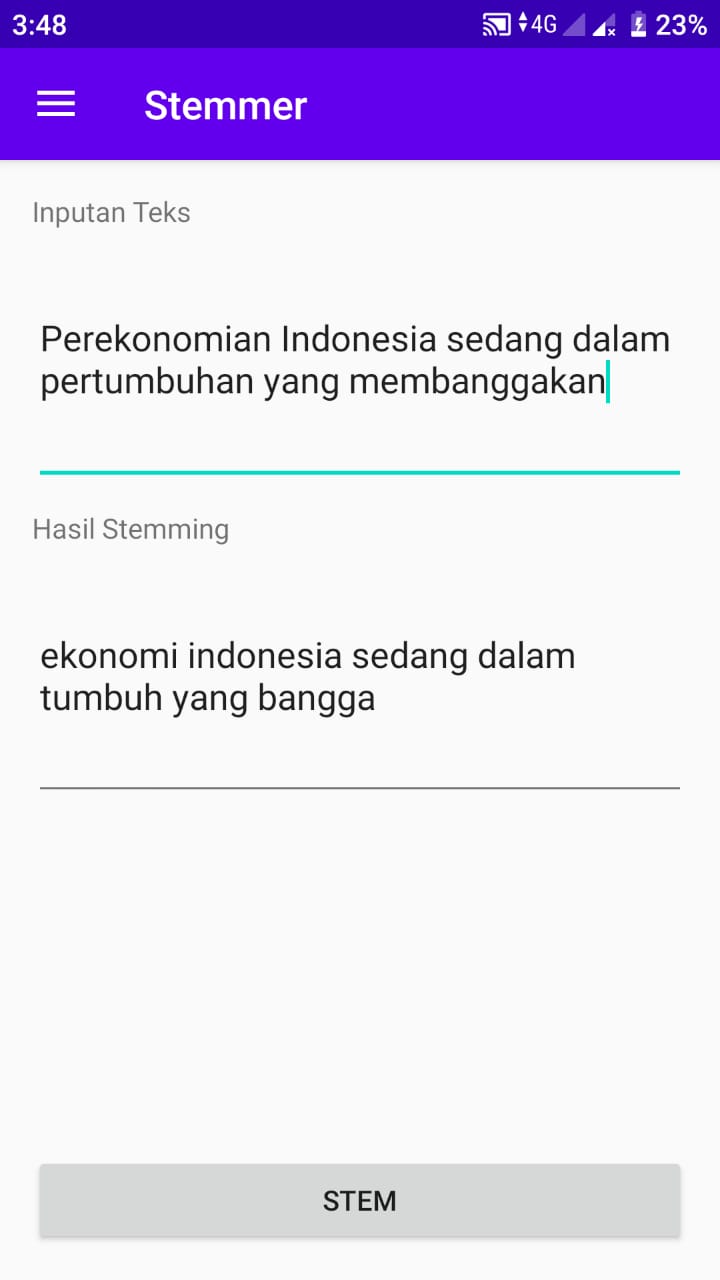 3:48 4G 23%
Stemmer
Inputan Teks
Perekonomian Indonesia sedang dalam
pertumbuhan yang membanggakan
Hasil Stemming
ekonomi indonesia sedang dalam
tumbuh yang bangga
STEM